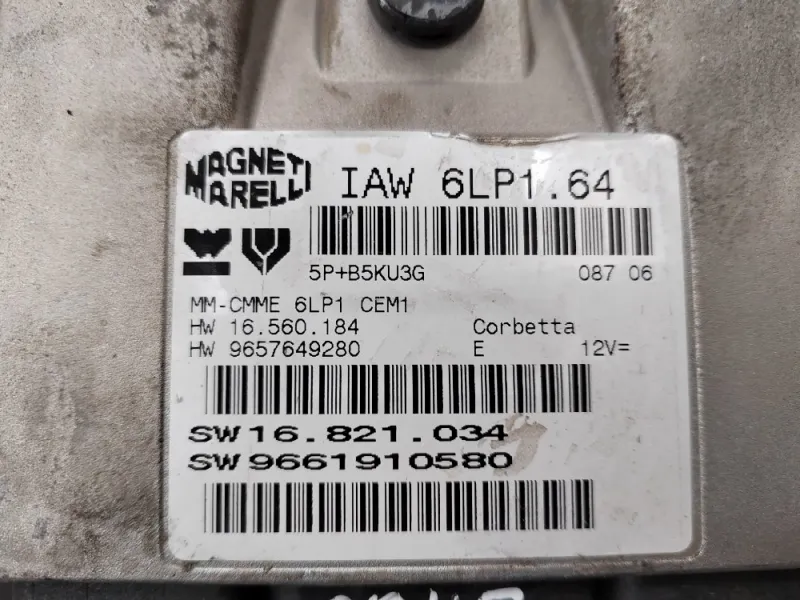 MAGNETI MARELLI
IAW 6LP1.64
5P+B5KU3G 087 06
MM-CMME 6LP1 CEM1
HW 16.560.184 Corbetta
HW 9657649280 E 12V=
SW16.821.034
SW9661910580